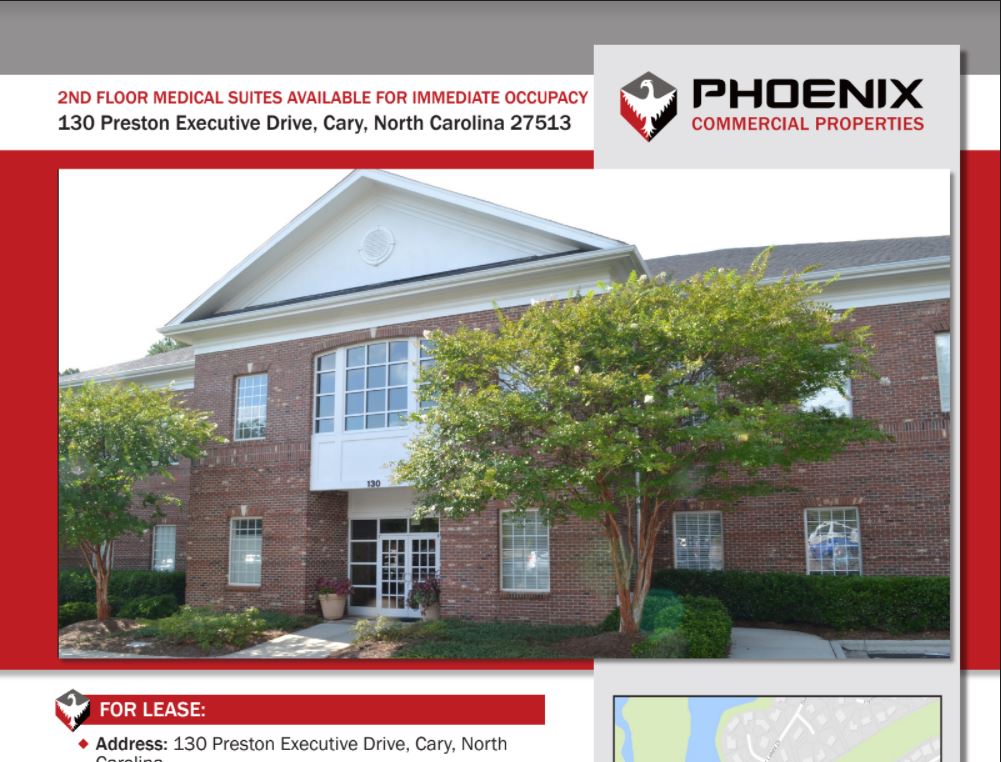 2ND FLOOR MEDICAL SUITES AVAILABLE FOR IMMEDIATE OCCUPACY
130 Preston Executive Drive, Cary, North Carolina 27513
PHOENIX
COMMERCIAL PROPERTIES
130
FOR LEASE:
Address: 130 Preston Executive Drive, Cary, North
Carolina